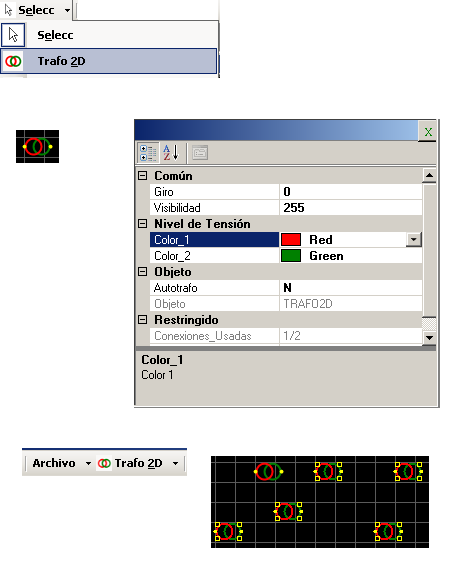 Selecc
Selecc
Trafo 2D
X
A
Z
Común
Giro 0
Visibilidad 255
Nivel de Tensión
Color_1 Red
Color_2 Green
Objeto
Autotrafo N
Objeto TRAFO2D
Restringido
Conexiones_Usadas 1/2
Color_1
Color 1
Archivo Trafo 2D